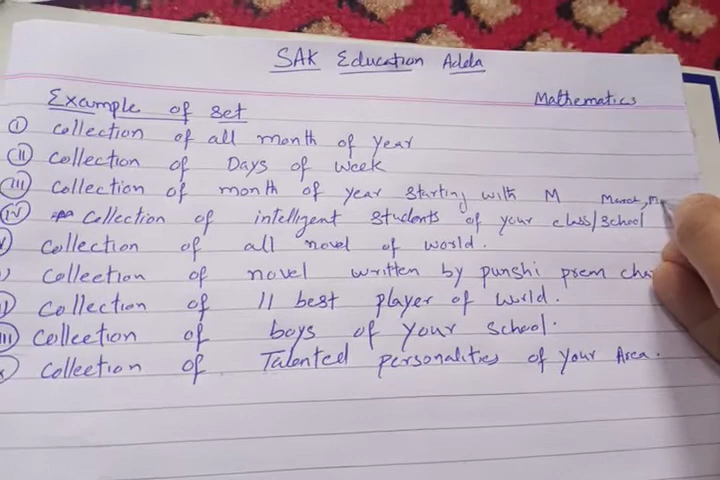 SAK Education Adda
Mathematics
Example of set
(i) Collection of all month of year
(ii) Collection of Days of week
(iii) Collection of month of year starting with M March, M
(iv) Collection of intelligent students of your class/school
Collection of all novel of world.
Collection of novel written by punshi prem cha
Collection of 11 best player of world.
Collection of boys of your school.
Collection of Talented personalities of your Area.